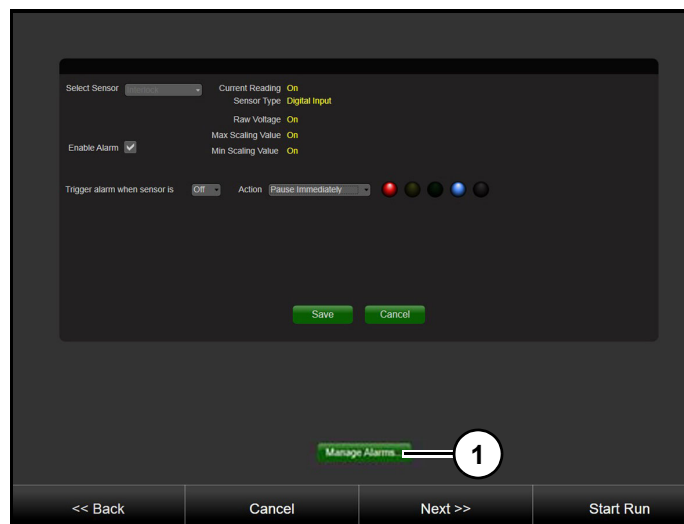 Select Sensor Interlock Current Reading On
Sensor Type Digital Input
Raw Voltage On
Max Scaling Value On
Enable Alarm Min Scaling Value On
Trigger alarm when sensor is Off Action Pause Immediately
Save Cancel
Manage Alarms... 1
<< Back Cancel Next >> Start Run